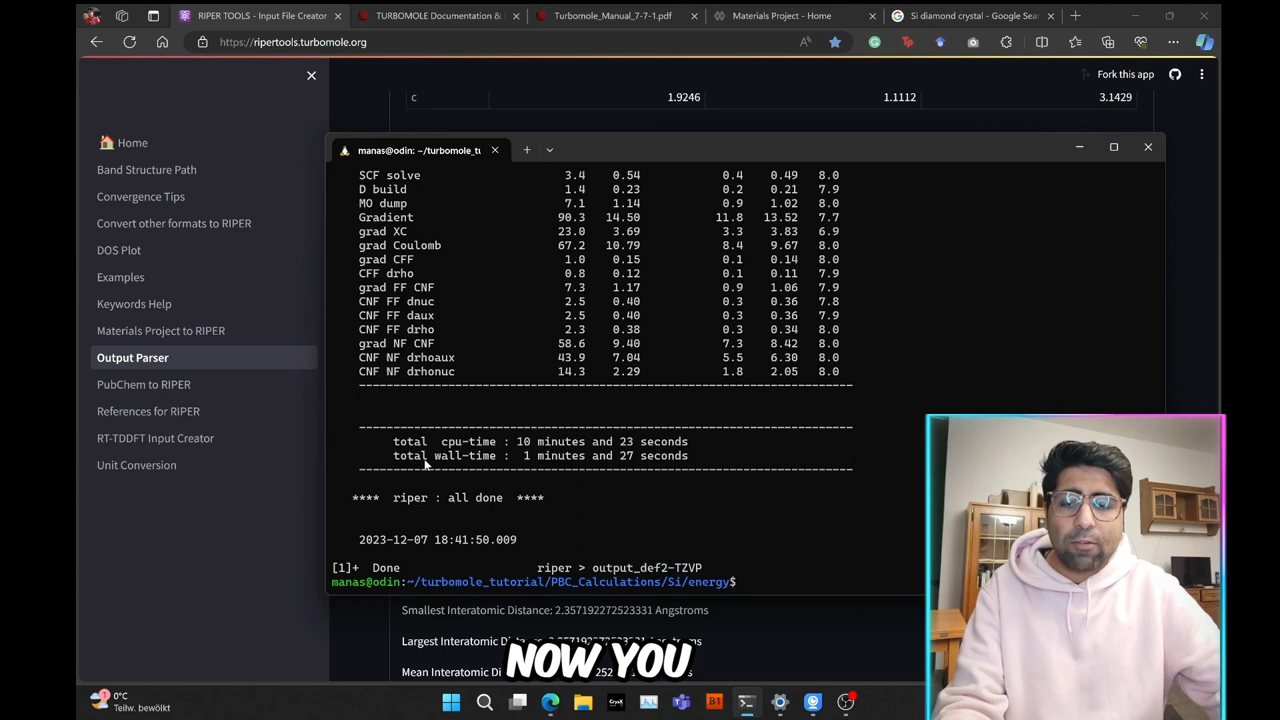 RIPER TOOLS - Input File Creator
TURBOMOLE Documentation &
Turbomole_Manual_7-7-1.pdf
Materials Project - Home
Si diamond crystal - Google Sea
https://ripertools.turbomole.org
Fork this app
Home
Band Structure Path
Convergence Tips
Convert other formats to RIPER
DOS Plot
Examples
Keywords Help
Materials Project to RIPER
Output Parser
PubChem to RIPER
References for RIPER
RT-TDDFT Input Creator
Unit Conversion
c 1.9246 1.1112 3.1429
manas@odin: ~/turbomole_tu
SCF solve 3.4 0.54 0.4 0.49 8.0
D build 1.4 0.23 0.2 0.21 7.9
MO dump 7.1 1.14 0.9 1.02 8.0
Gradient 90.3 14.50 11.8 13.52 7.7
grad XC 23.0 3.69 3.3 3.83 6.9
grad Coulomb 67.2 10.79 8.4 9.67 8.0
grad CFF 1.0 0.15 0.1 0.14 8.0
CFF drho 0.8 0.12 0.1 0.11 7.9
grad FF CNF 7.3 1.17 0.9 1.06 7.9
CNF FF dnuc 2.5 0.40 0.3 0.36 7.8
CNF FF daux 2.5 0.40 0.3 0.36 7.9
CNF FF drho 2.3 0.38 0.3 0.34 8.0
grad NF CNF 58.6 9.40 7.3 8.42 8.0
CNF NF drhoaux 43.9 7.04 5.5 6.30 8.0
CNF NF drhonuc 14.3 2.29 1.8 2.05 8.0
total cpu-time : 10 minutes and 23 seconds
total wall-time : 1 minutes and 27 seconds
**** riper : all done ****
2023-12-07 18:41:50.009
[1]+ Done riper > output_def2-TZVP
manas@odin:~/turbomole_tutorial/PBC_Calculations/Si/energy$
Smallest Interatomic Distance: 2.357192272523331 Angstroms
Largest Interatomic
Mean Interatomic
NOW YOU
0°C
Teilw. bewölkt